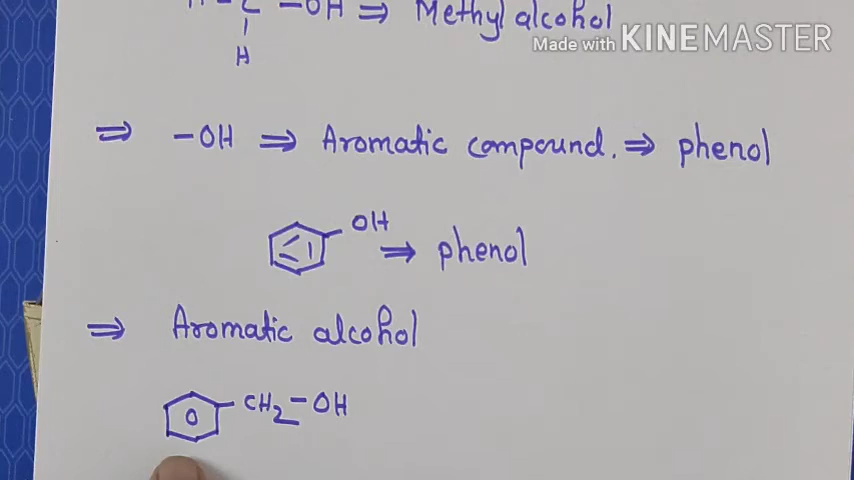 H - C - OH ⇒ Methyl alcohol
H
Made with KINEMASTER
⇒ -OH ⇒ Aromatic compound. ⇒ phenol
OH
⇒ phenol
⇒ Aromatic alcohol
CH2-OH